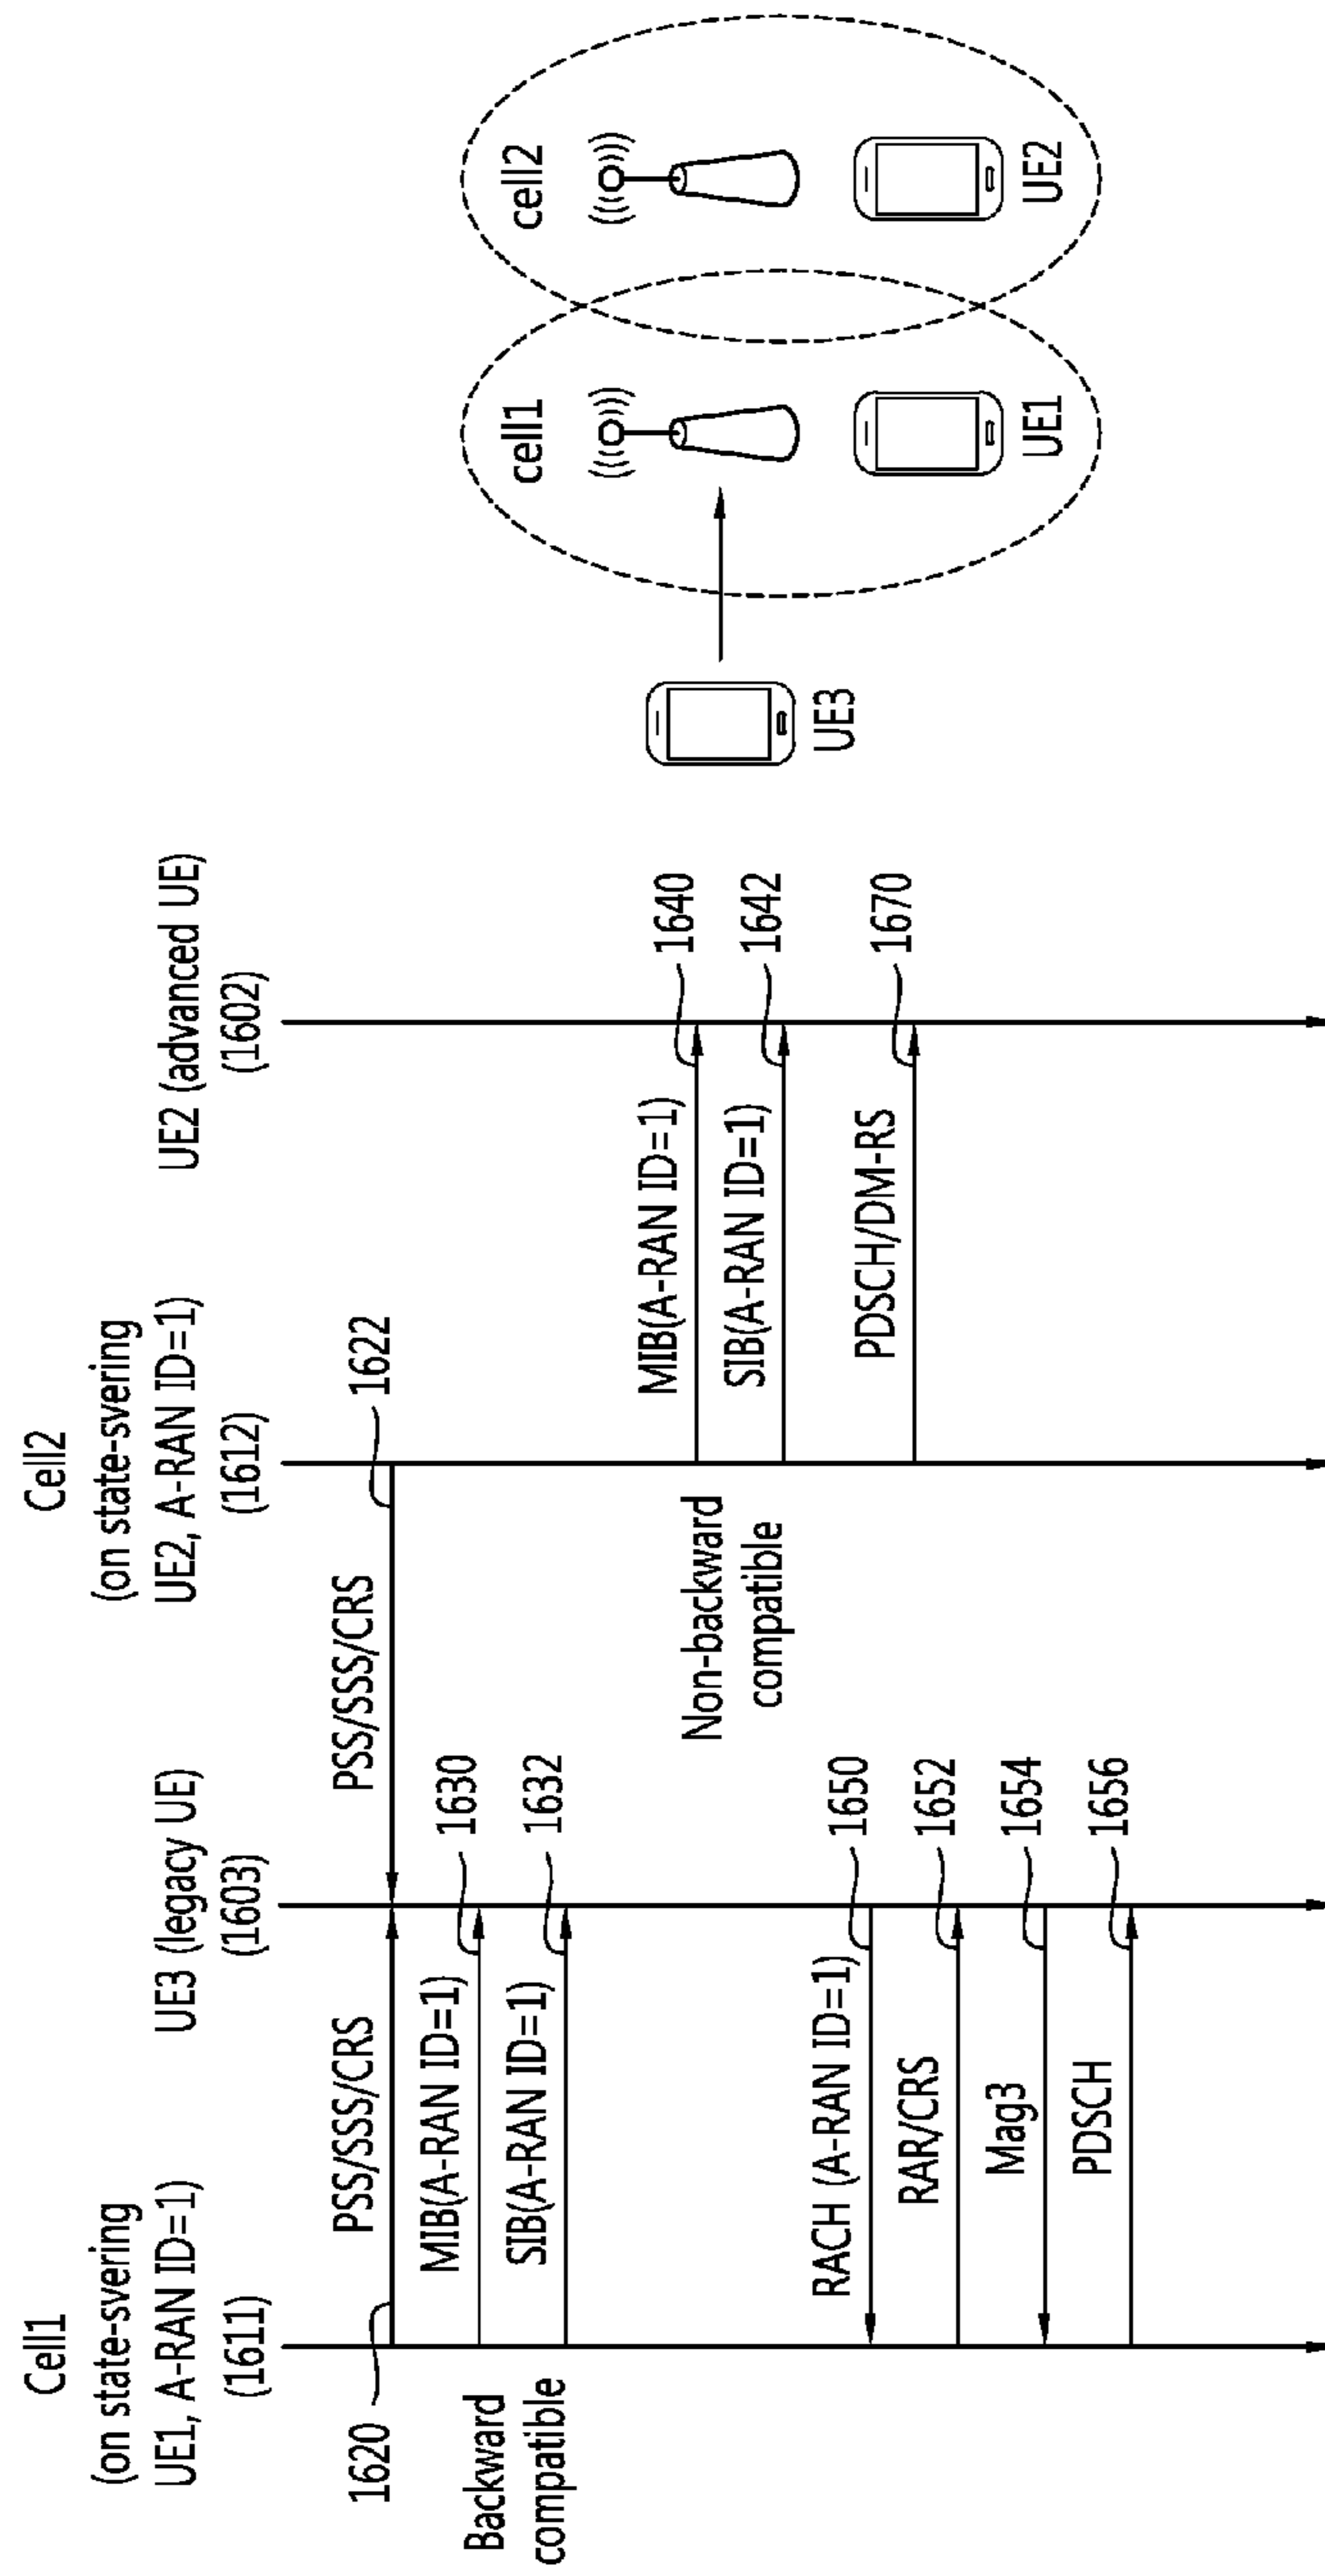 Cell1
(on state-svering
UE1, A-RAN ID=1)
(1611)
UE3 (legacy UE)
(1603)
Cell2
(on state-svering
UE2, A-RAN ID=1)
(1612)
UE2 (advanced UE)
(1602)
1620
PSS/SSS/CRS
PSS/SSS/CRS
1622
Backward
compatible
MIB(A-RAN ID=1)
1630
SIB(A-RAN ID=1)
1632
Non-backward
compatible
MIB(A-RAN ID=1)
1640
SIB(A-RAN ID=1)
1642
RACH (A-RAN ID=1)
1650
PDSCH/DM-RS
1670
RAR/CRS
1652
Mag3
1654
PDSCH
1656
UE3
cell1
UE1
cell2
UE2